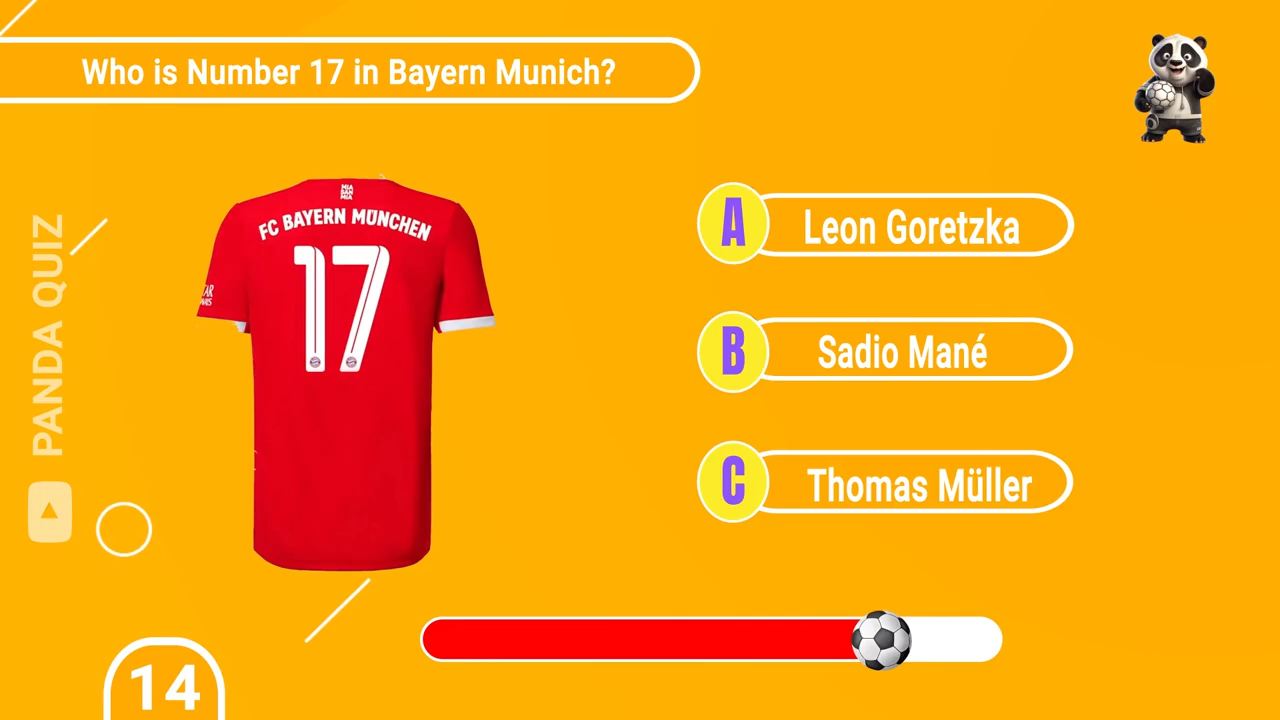 Who is Number 17 in Bayern Munich?
MIA
SAN
MIA
FC BAYERN MÜNCHEN
17
A Leon Goretzka
B Sadio Mané
C Thomas Müller
PANDA QUIZ
14